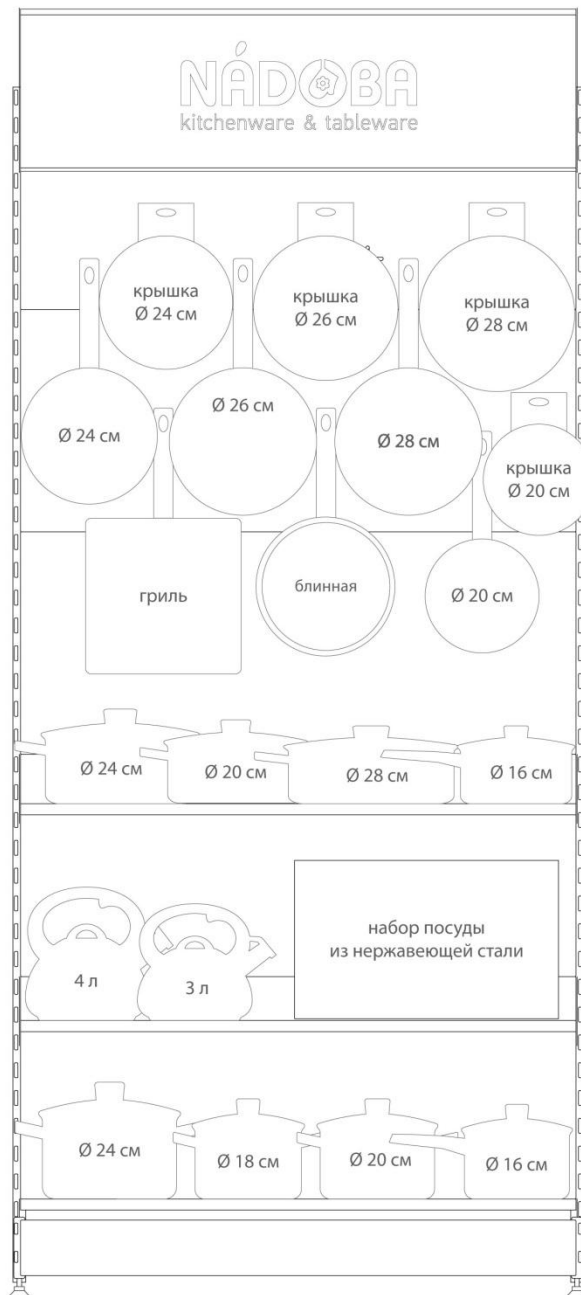 NÁDOBA
kitchenware & tableware
крышка
Ø 24 см
крышка
Ø 26 см
крышка
Ø 28 см
Ø 24 см
Ø 26 см
Ø 28 см
крышка
Ø 20 см
гриль
блинная
Ø 20 см
Ø 24 см
Ø 20 см
Ø 28 см
Ø 16 см
4 л
3 л
набор посуды
из нержавеющей стали
Ø 24 см
Ø 18 см
Ø 20 см
Ø 16 см